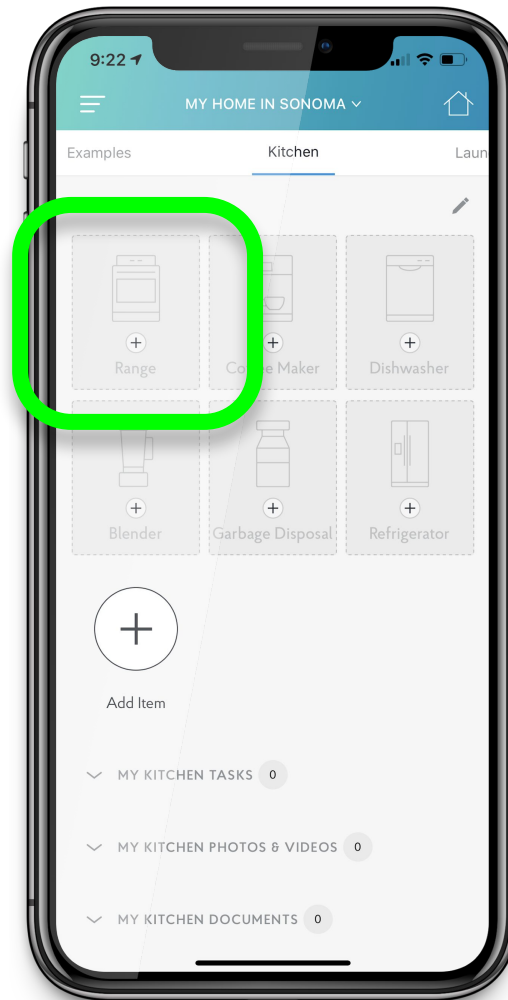 9:22
MY HOME IN SONOMA
Examples Kitchen Laun
Range Co e Maker Dishwasher
Blender Garbage Disposal Refrigerator
Add Item
MY KITCHEN TASKS 0
MY KITCHEN PHOTOS & VIDEOS 0
MY KITCHEN DOCUMENTS 0